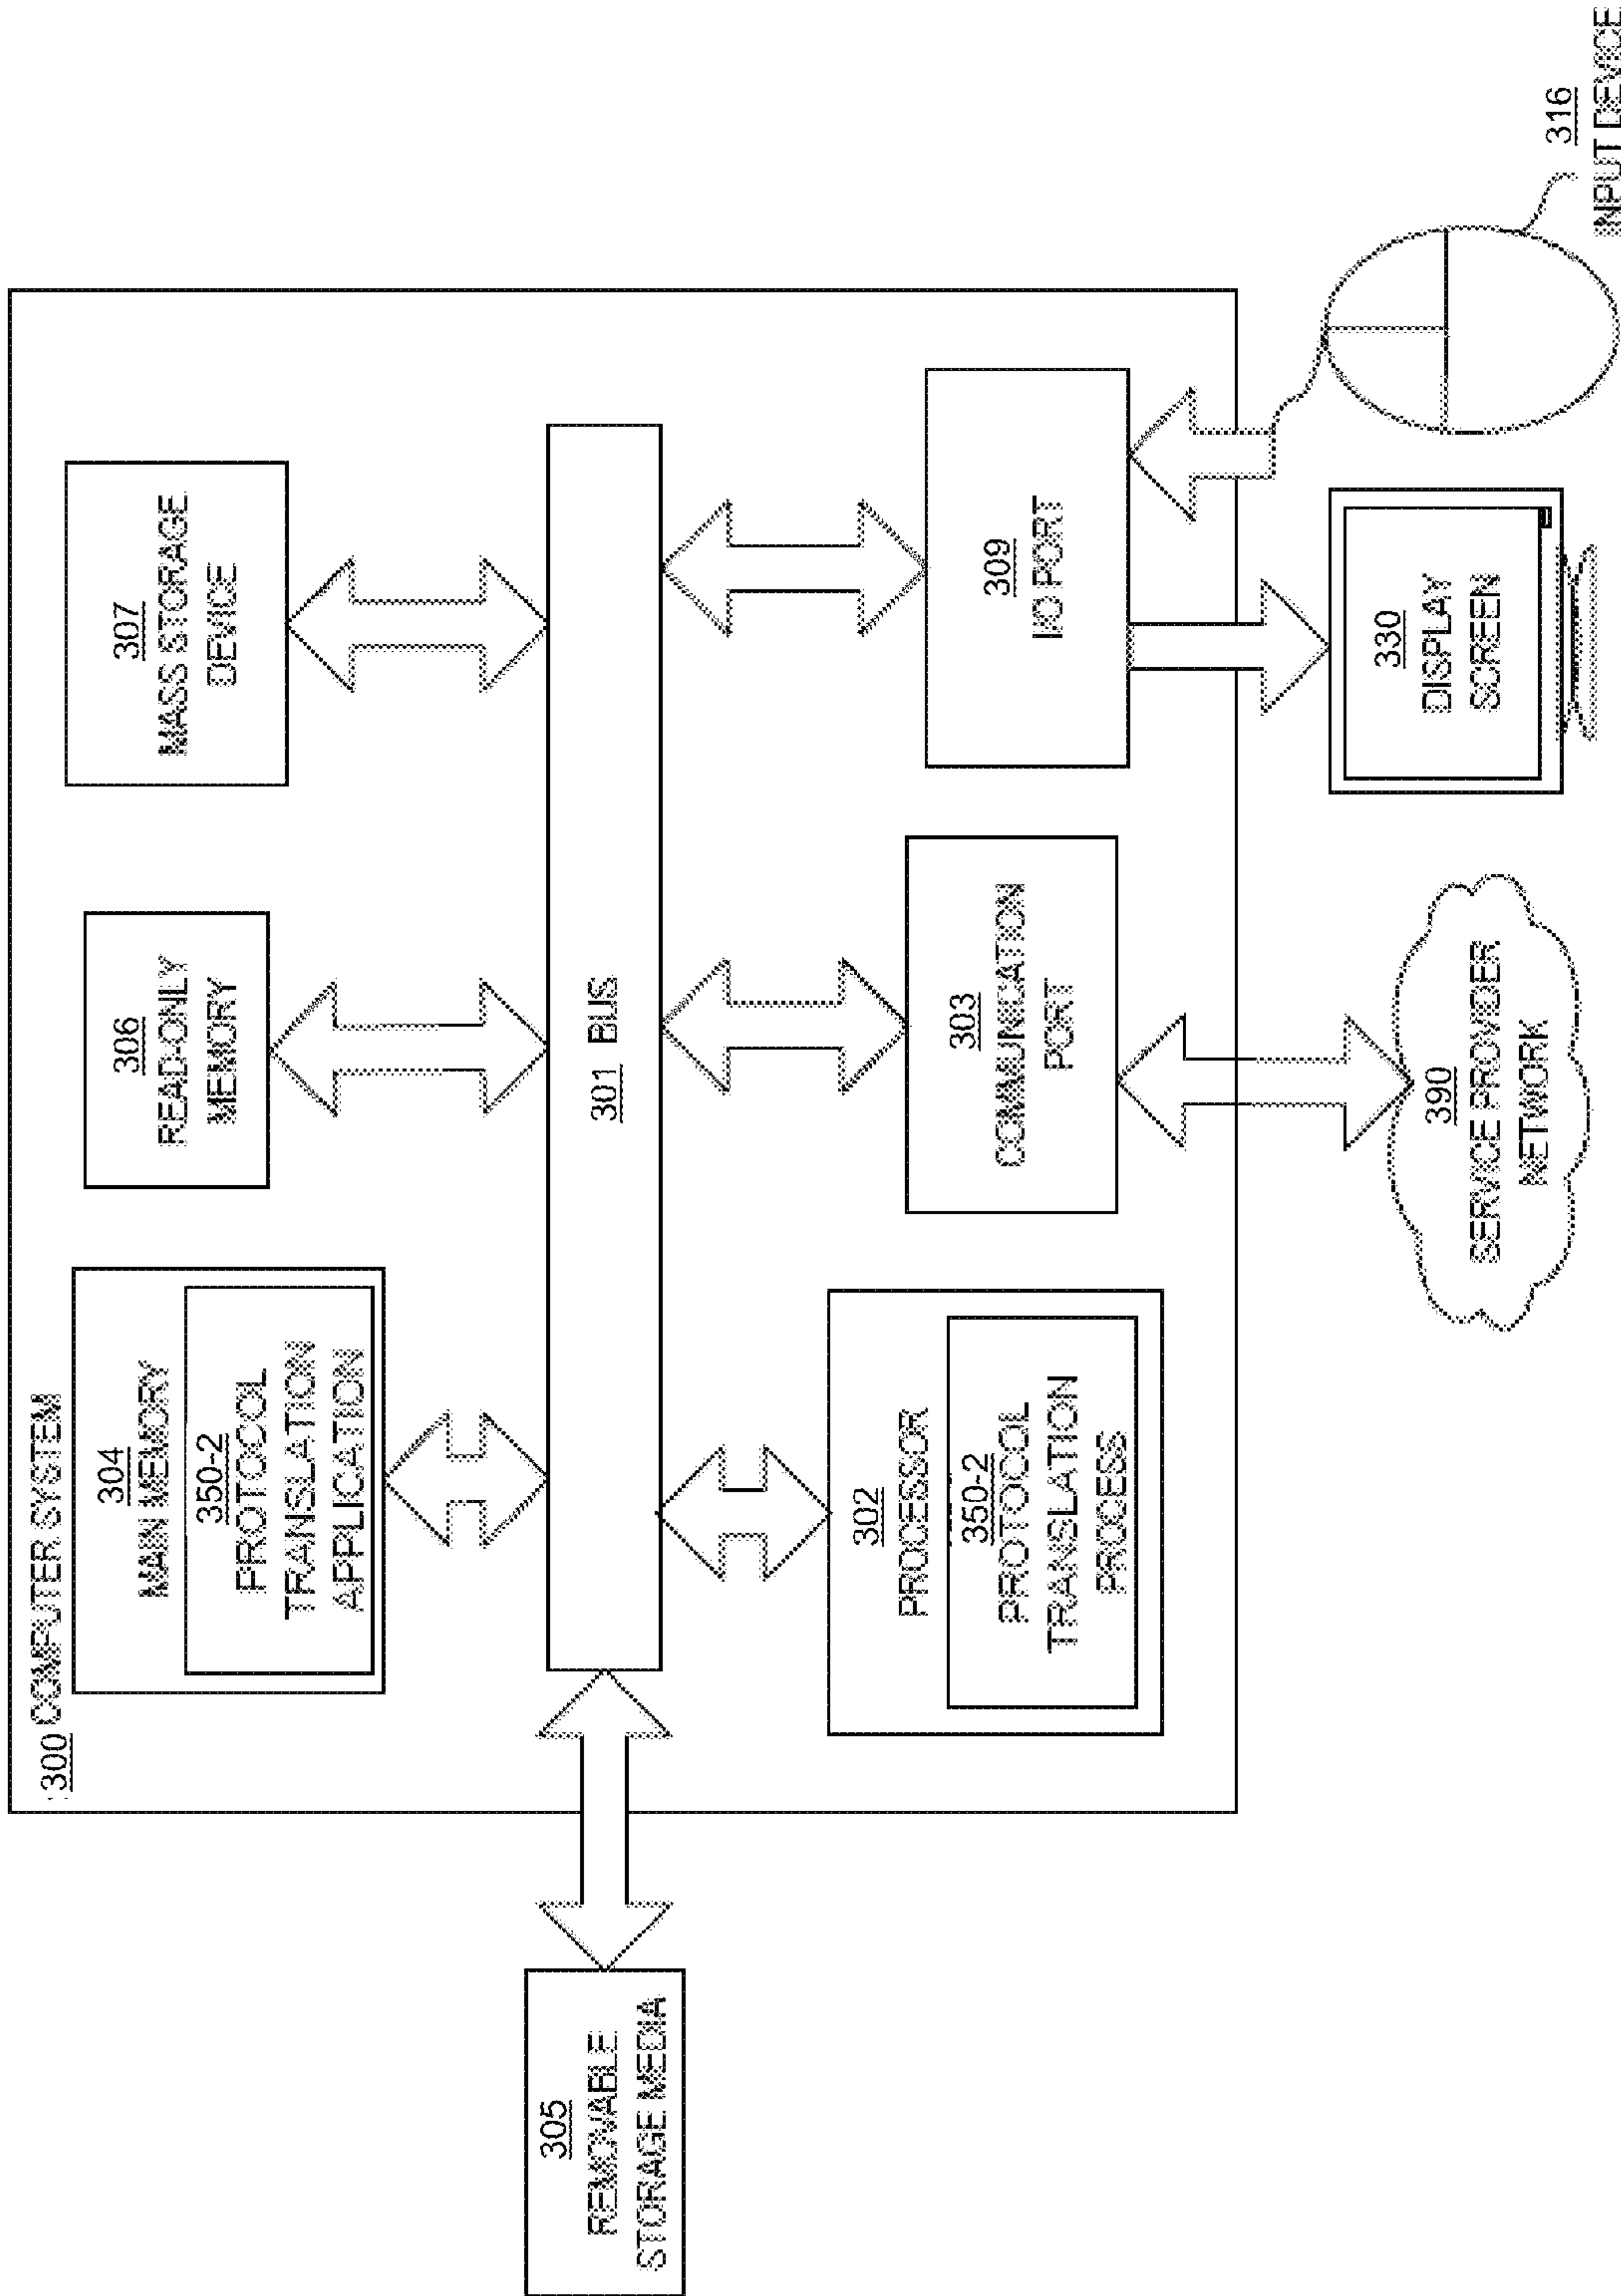 300 COMPUTER SYSTEM
304
MAIN MEMORY
350-2
PROTOCOL
TRANSLATION
APPLICATION
306
READ-ONLY
MEMORY
307
MASS STORAGE
DEVICE
305
REMOVABLE
STORAGE MEDIA
301 BUS
302
PROCESSOR
350-2
PROTOCOL
TRANSLATION
PROCESS
303
COMMUNICATION
PORT
309
I/O PORT
390
SERVICE PROVIDER
NETWORK
330
DISPLAY
SCREEN
316
INPUT DEVICE